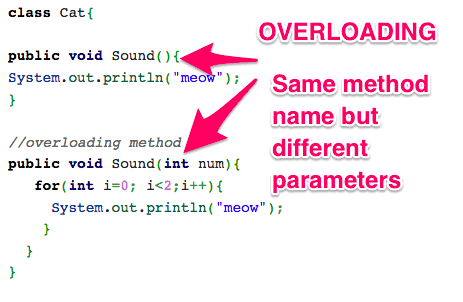 class Cat{
OVERLOADING
public void Sound(){
System.out.println("meow");
}
Same method
name but
different
parameters
//overloading method
public void Sound(int num){
for(int i=0; i<2;i++){
System.out.println("meow");
}
}
}